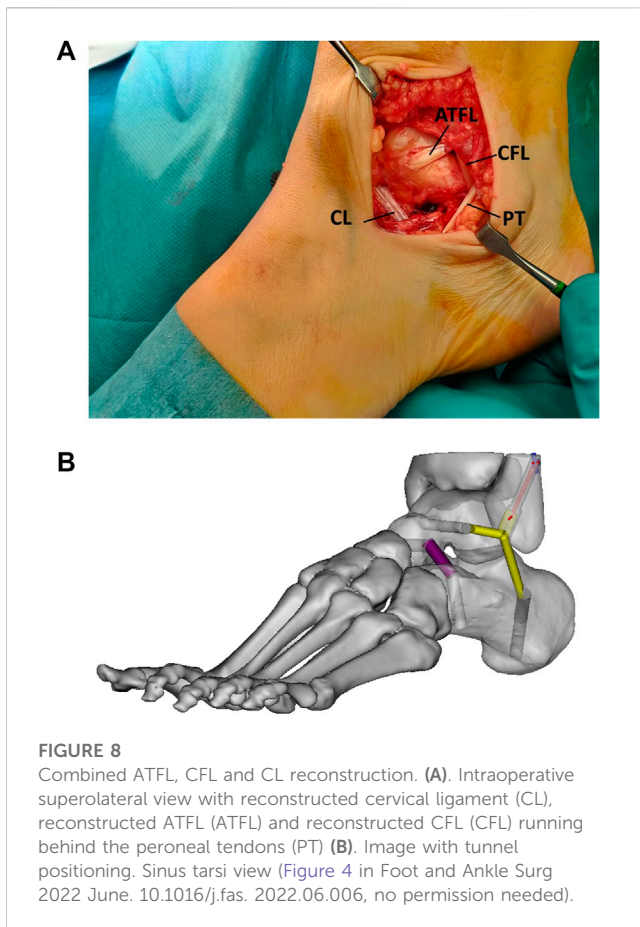 A
ATFL
CFL
CL
PT
B
FIGURE 8
Combined ATFL, CFL and CL reconstruction. (A). Intraoperative
superolateral view with reconstructed cervical ligament (CL),
reconstructed ATFL (ATFL) and reconstructed CFL (CFL) running
behind the peroneal tendons (PT) (B). Image with tunnel
positioning. Sinus tarsi view (Figure 4 in Foot and Ankle Surg
2022 June. 10.1016/j.fas. 2022.06.006, no permission needed).